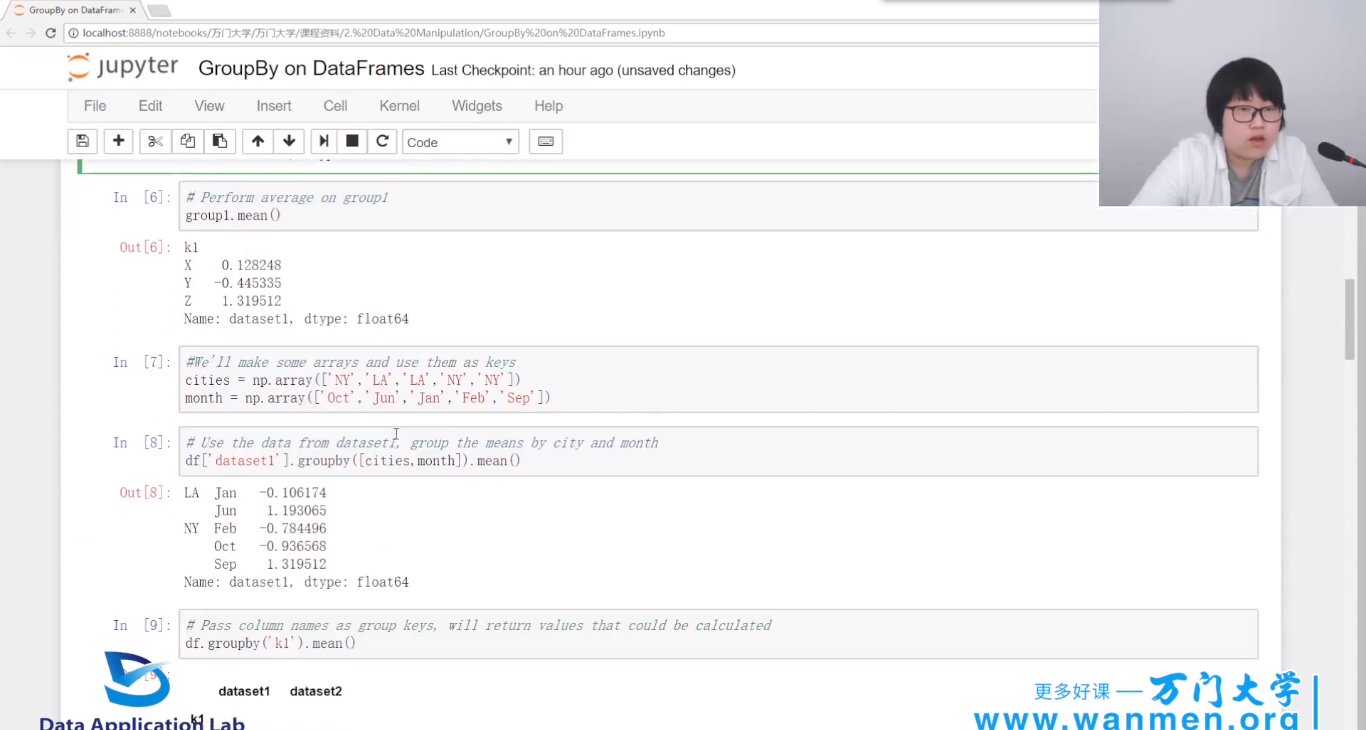 GroupBy on DataFram
localhost:8888/notebooks/万门大学/万门大学/课程资料/2.%20Data%20Manipulation/GroupBy%20on%20DataFrames.ipynb
jupyter GroupBy on DataFrames Last Checkpoint: an hour ago (unsaved changes)
File Edit View Insert Cell Kernel Widgets Help
Code
In [6]: # Perform average on group1
group1.mean()
Out[6]: k1
X 0.128248
Y -0.445335
Z 1.319512
Name: dataset1, dtype: float64
In [7]: #We'll make some arrays and use them as keys
cities = np.array(['NY','LA','LA','NY','NY'])
month = np.array(['Oct','Jun','Jan','Feb','Sep'])
In [8]: # Use the data from dataset1, group the means by city and month
df['dataset1'].groupby([cities,month]).mean()
Out[8]: LA Jan -0.106174
Jun 1.193065
NY Feb -0.784496
Oct -0.936568
Sep 1.319512
Name: dataset1, dtype: float64
In [9]: # Pass column names as group keys, will return values that could be calculated
df.groupby('k1').mean()
dataset1 dataset2
k1
Data Application Lab
更多好课 — 万门大学
www.wanmen.org